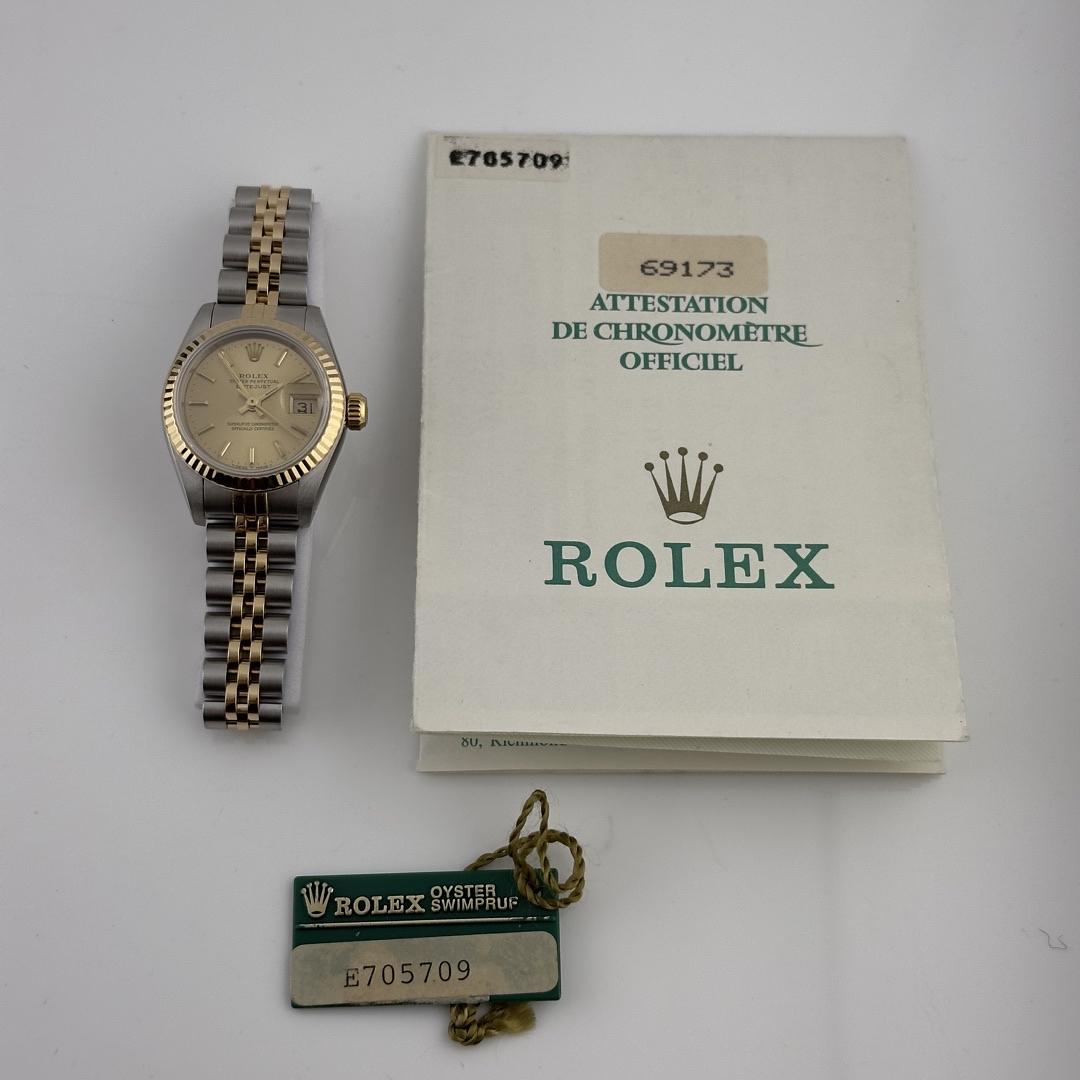 E705709
69173
ATTESTATION
DE CHRONOMÈTRE
OFFICIEL
ROLEX
80, Richmond
ROLEX
OYSTER PERPETUAL
DATEJUST
31
SUPERLATIVE CHRONOMETER
OFFICIALLY CERTIFIED
ROLEX OYSTER
SWIMPRUF
E705709